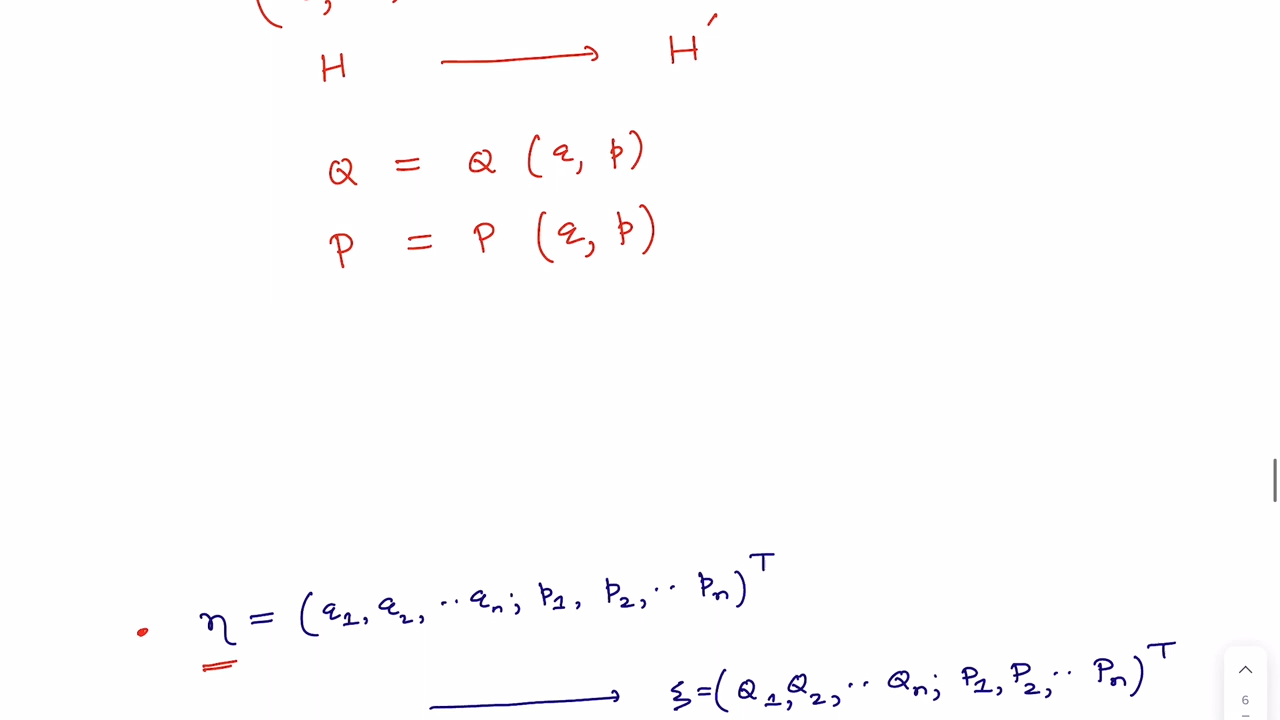 H ⟶ H′
Q = Q (q, p)
P = P (q, p)
• η = (q₁, q₂, ·· qₙ; p₁, p₂, ·· pₙ)ᵀ
⟶ ξ = (Q₁, Q₂, ·· Qₙ; P₁, P₂, ·· Pₙ)ᵀ
6